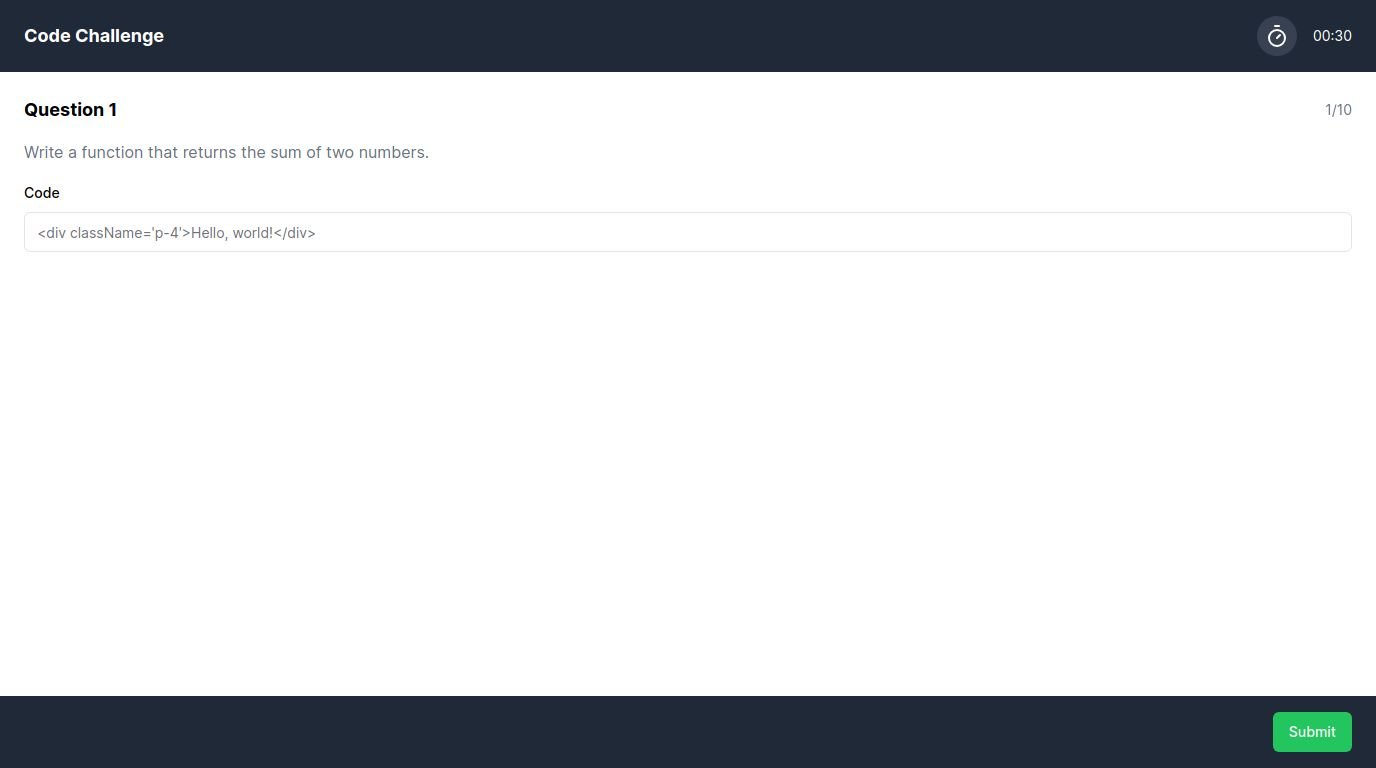 Code Challenge
00:30
Question 1
1/10
Write a function that returns the sum of two numbers.
Code
<div className='p-4'>Hello, world!</div>
Submit